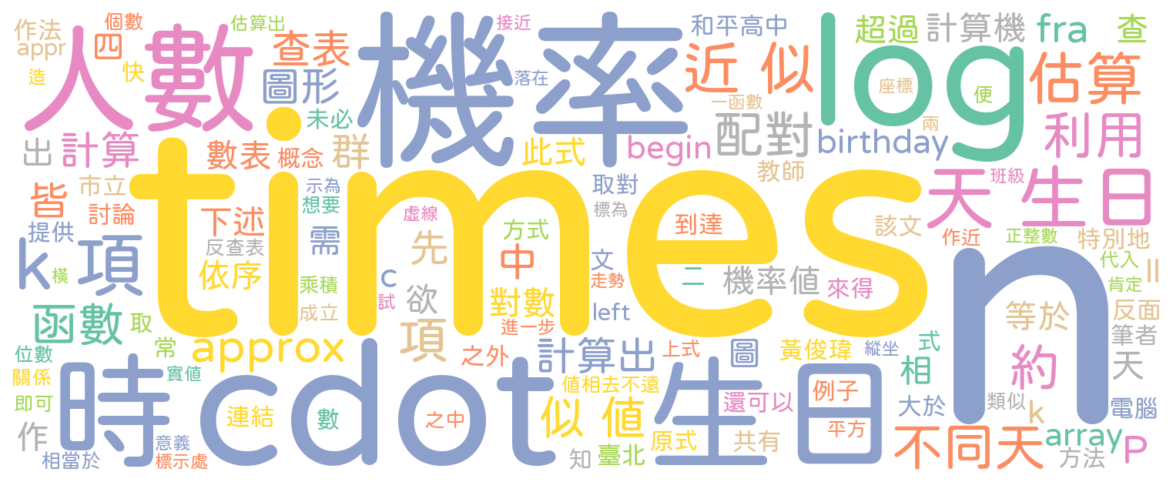 作法 個數 估算出 接近 和平高中 超過 計算機 fra 查
appr 四 查表 人數 機率 log 近 似 估算
造 快 圖形 落在 一函數 座標 便
未必 配對 birthday 兩 利用
出 計算 數表 概念 群 此式 begin 教師
皆 市立 示為 想要 取對 標為 天 生日 班級
討論 下述 times 虛線 到達 該文 作近 正整數 特別地
提供 反查表 需 先 方式 中 文 二 代入
k 項 橫 依序 乘積 c 試 走勢 機率值 來得 肯定 ll
函數 取 成立 項 欲 對數 進一步 left n 等於 反面
位數 常 approx 之外 計算出 上式 圖 黃俊瑋 縱坐 式 筆者
關係 實值 時 cdot 值相去不遠 生日 例子 相 約 天
即可 連結 數 之中 似 值 還可以 大於 類似 k 電腦
作 意義 原式 共有 平方 不同天 array P
相當於 標示處 知 臺北 方法